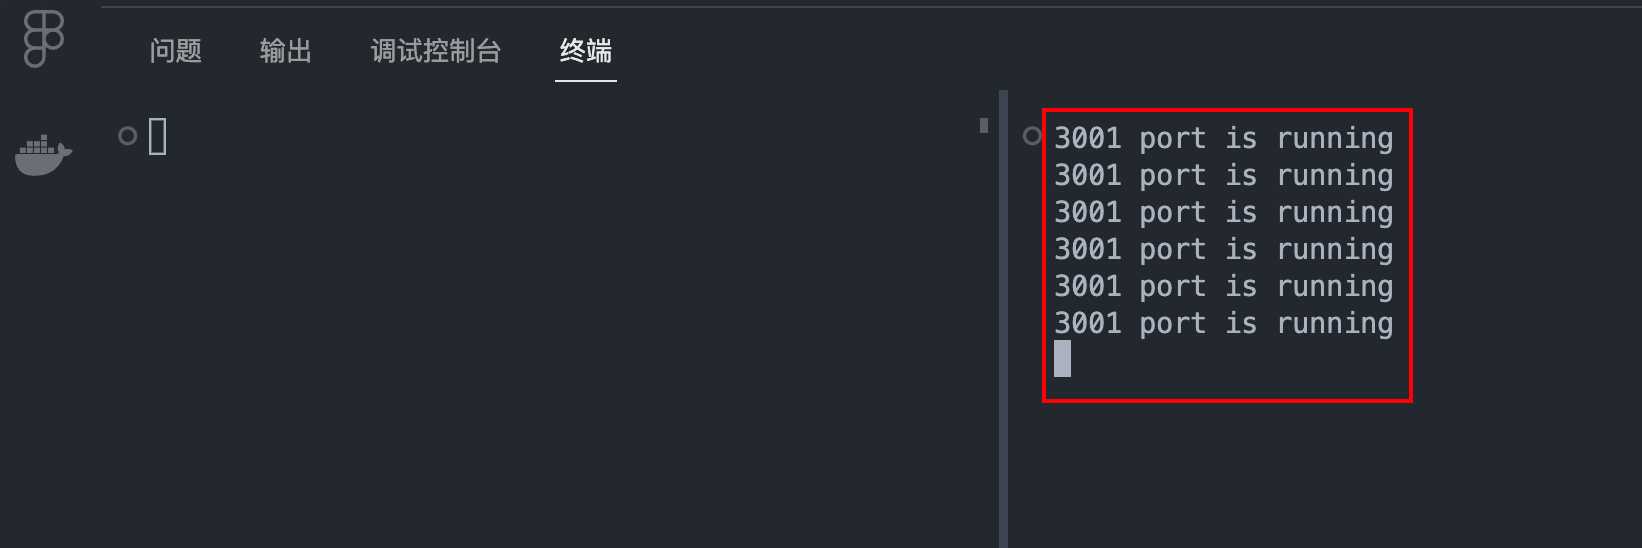 问题 输出 调试控制台 终端
3001 port is running
3001 port is running
3001 port is running
3001 port is running
3001 port is running
3001 port is running